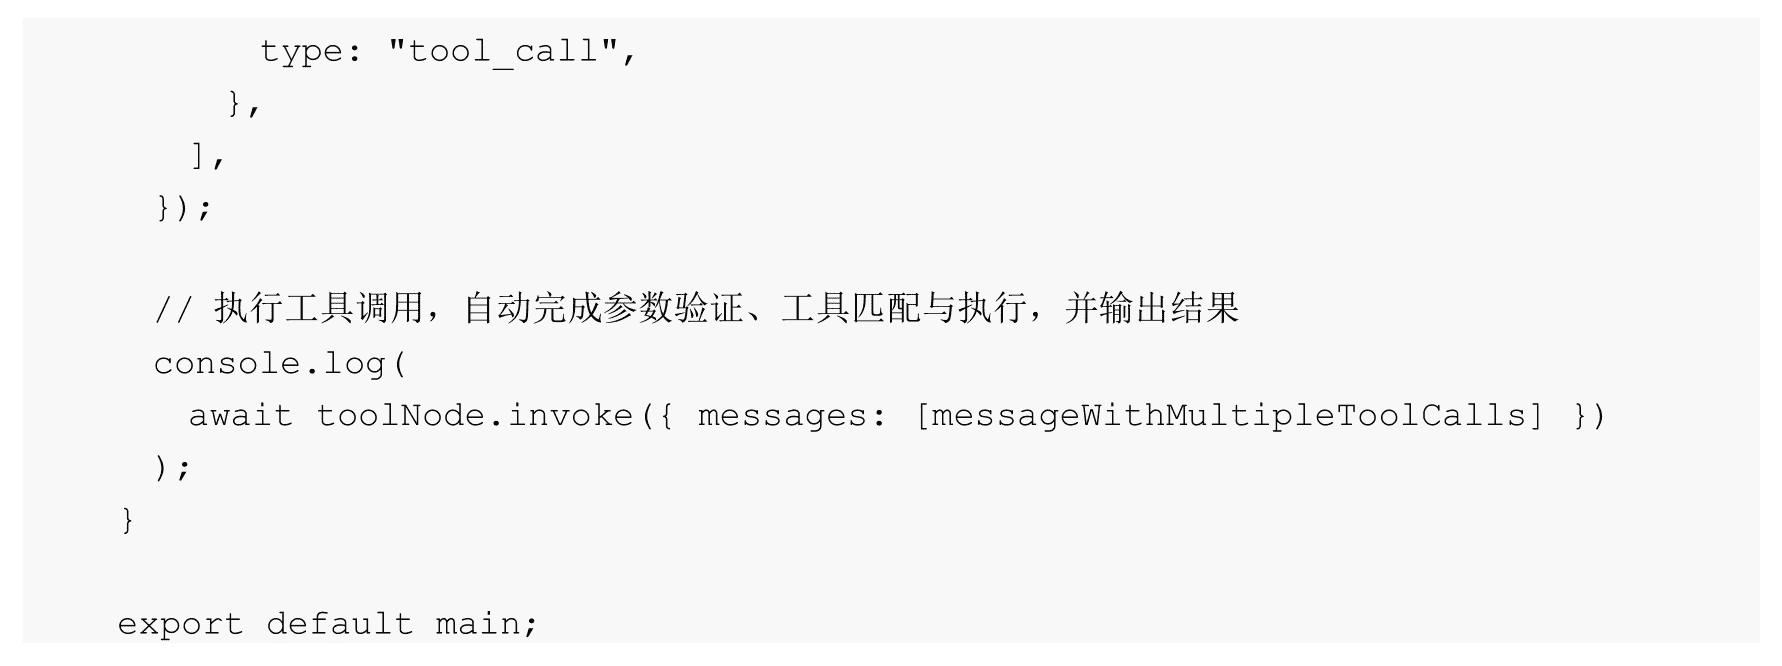 type: "tool_call",
      },
    ],
  });

  // 执行工具调用，自动完成参数验证、工具匹配与执行，并输出结果
  console.log(
    await toolNode.invoke({ messages: [messageWithMultipleToolCalls] })
  );
}

export default main;